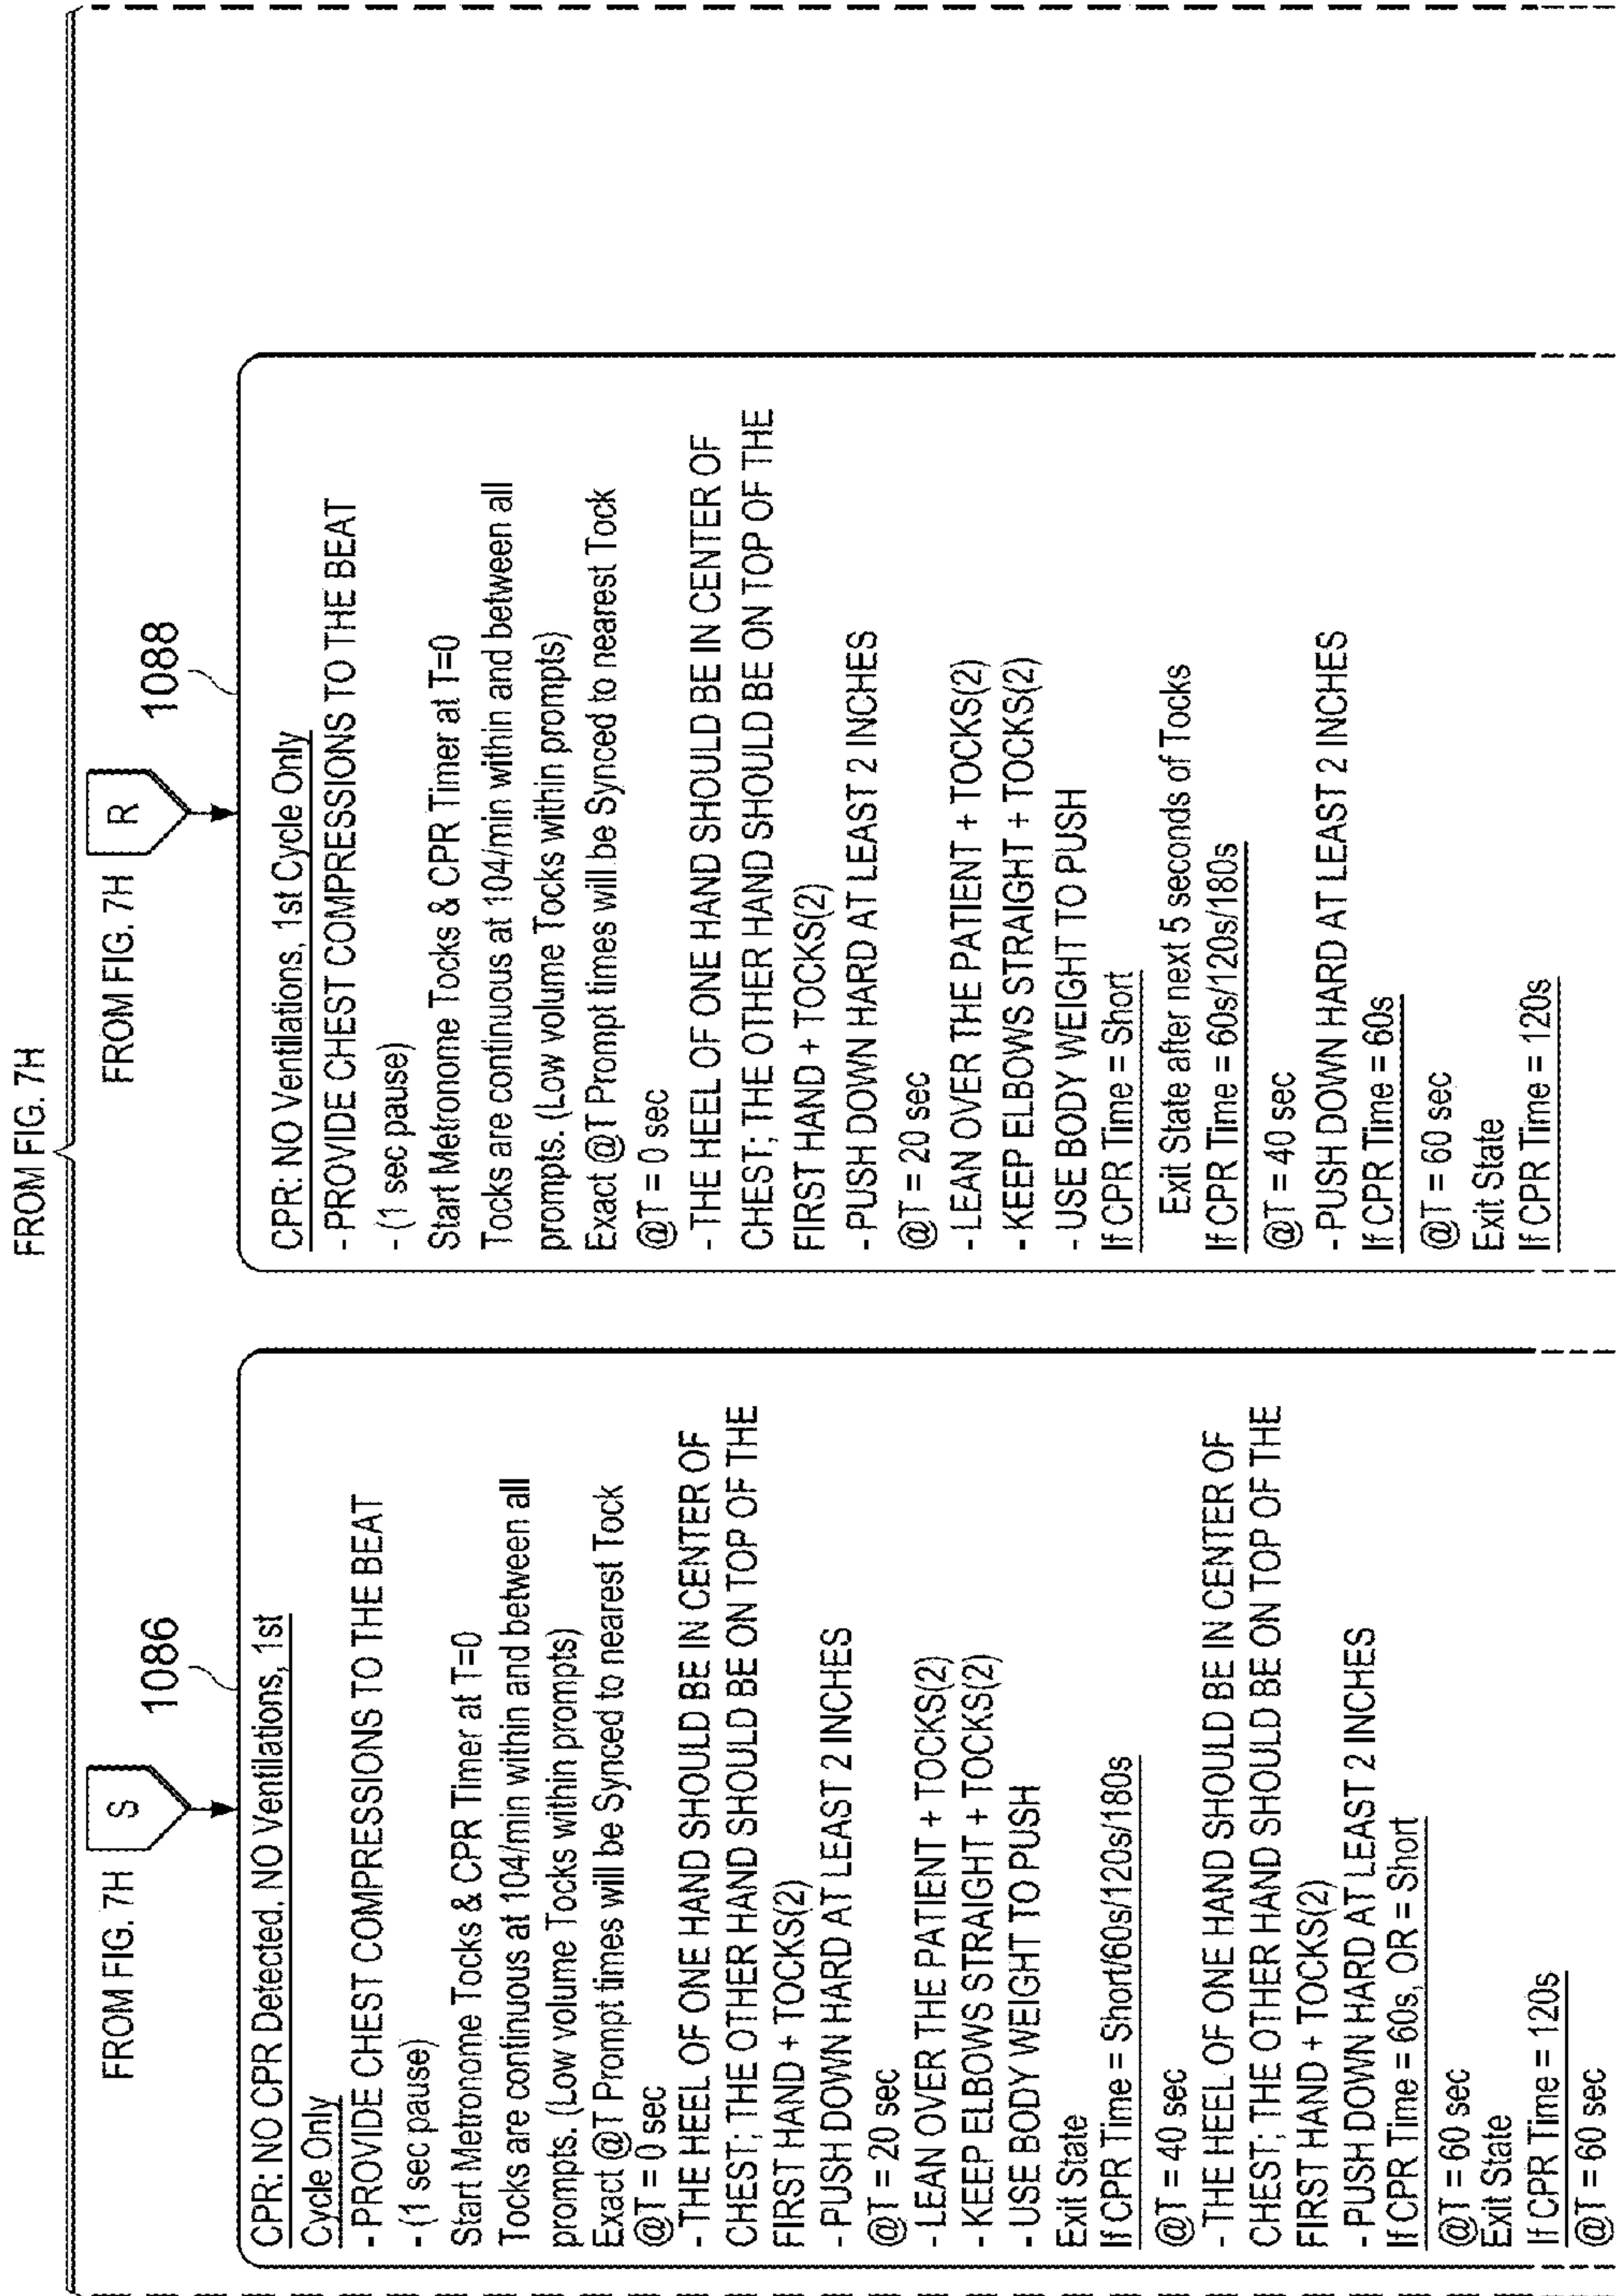 FROM FIG. 7H
FROM FIG. 7H
S
1086
CPR: NO CPR Detected, NO Ventilations, 1st
Cycle Only
- PROVIDE CHEST COMPRESSIONS TO THE BEAT
- (1 sec pause)
Start Metronome Tocks & CPR Timer at T=0
Tocks are continuous at 104/min within and between all
prompts. (Low volume Tocks within prompts)
Exact @T Prompt times will be Synced to nearest Tock
@T = 0 sec
- THE HEEL OF ONE HAND SHOULD BE IN CENTER OF
CHEST; THE OTHER HAND SHOULD BE ON TOP OF THE
FIRST HAND + TOCKS(2)
- PUSH DOWN HARD AT LEAST 2 INCHES
@T = 20 sec
- LEAN OVER THE PATIENT + TOCKS(2)
- KEEP ELBOWS STRAIGHT + TOCKS(2)
- USE BODY WEIGHT TO PUSH
Exit State
If CPR Time = Short/60s/120s/180s
@T = 40 sec
- THE HEEL OF ONE HAND SHOULD BE IN CENTER OF
CHEST; THE OTHER HAND SHOULD BE ON TOP OF THE
FIRST HAND + TOCKS(2)
- PUSH DOWN HARD AT LEAST 2 INCHES
If CPR Time = 60s, OR = Short
@T = 60 sec
Exit State
If CPR Time = 120s
@T = 60 sec
FROM FIG. 7H
R
1088
CPR: NO Ventilations, 1st Cycle Only
- PROVIDE CHEST COMPRESSIONS TO THE BEAT
- (1 sec pause)
Start Metronome Tocks & CPR Timer at T=0
Tocks are continuous at 104/min within and between all
prompts. (Low volume Tocks within prompts)
Exact @T Prompt times will be Synced to nearest Tock
@T = 0 sec
- THE HEEL OF ONE HAND SHOULD BE IN CENTER OF
CHEST; THE OTHER HAND SHOULD BE ON TOP OF THE
FIRST HAND + TOCKS(2)
- PUSH DOWN HARD AT LEAST 2 INCHES
@T = 20 sec
- LEAN OVER THE PATIENT + TOCKS(2)
- KEEP ELBOWS STRAIGHT + TOCKS(2)
- USE BODY WEIGHT TO PUSH
If CPR Time = Short
Exit State after next 5 seconds of Tocks
If CPR Time = 60s/120s/180s
@T = 40 sec
- PUSH DOWN HARD AT LEAST 2 INCHES
If CPR Time = 60s
@T = 60 sec
Exit State
If CPR Time = 120s